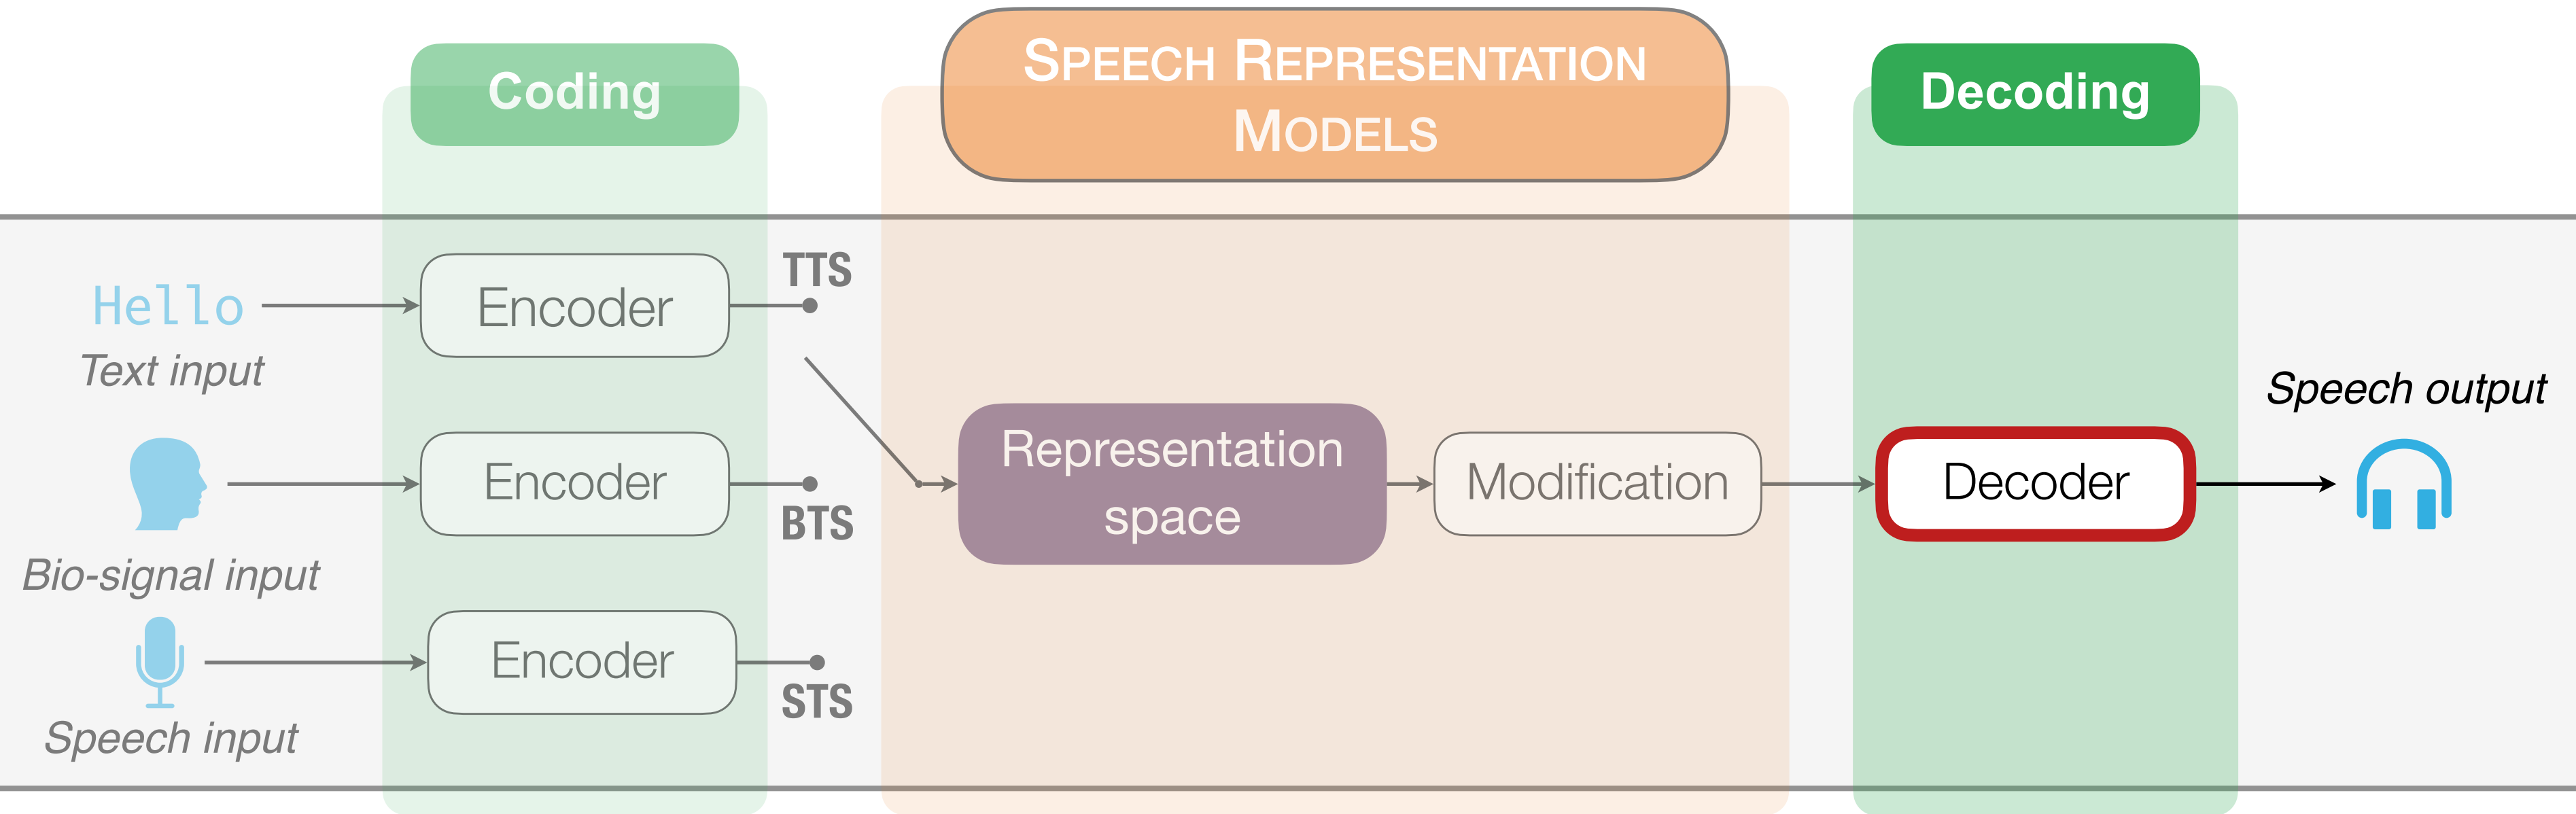 Coding
SPEECH REPRESENTATION
MODELS
Decoding
Hello
Text input
Encoder
TTS
Bio-signal input
Encoder
BTS
Speech input
Encoder
STS
Representation
space
Modification
Decoder
Speech output